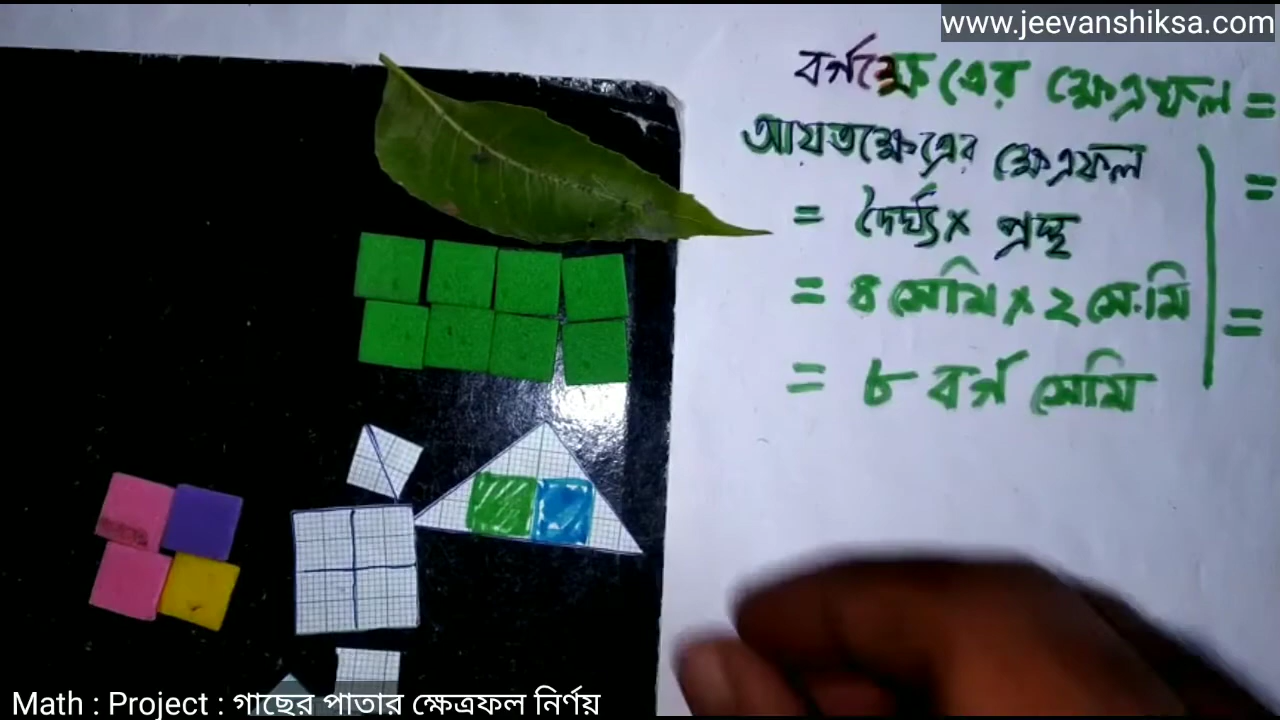 www.jeevanshiksa.com
বর্গক্ষেত্রের ক্ষেত্রফল =
আয়তক্ষেত্রের ক্ষেত্রফল
=
= দৈর্ঘ্য x প্রস্থ
= ৪ সেমি x ২ সে.মি
=
= ৮ বর্গ সেমি
Math : Project : গাছের পাতার ক্ষেত্রফল নির্ণয়